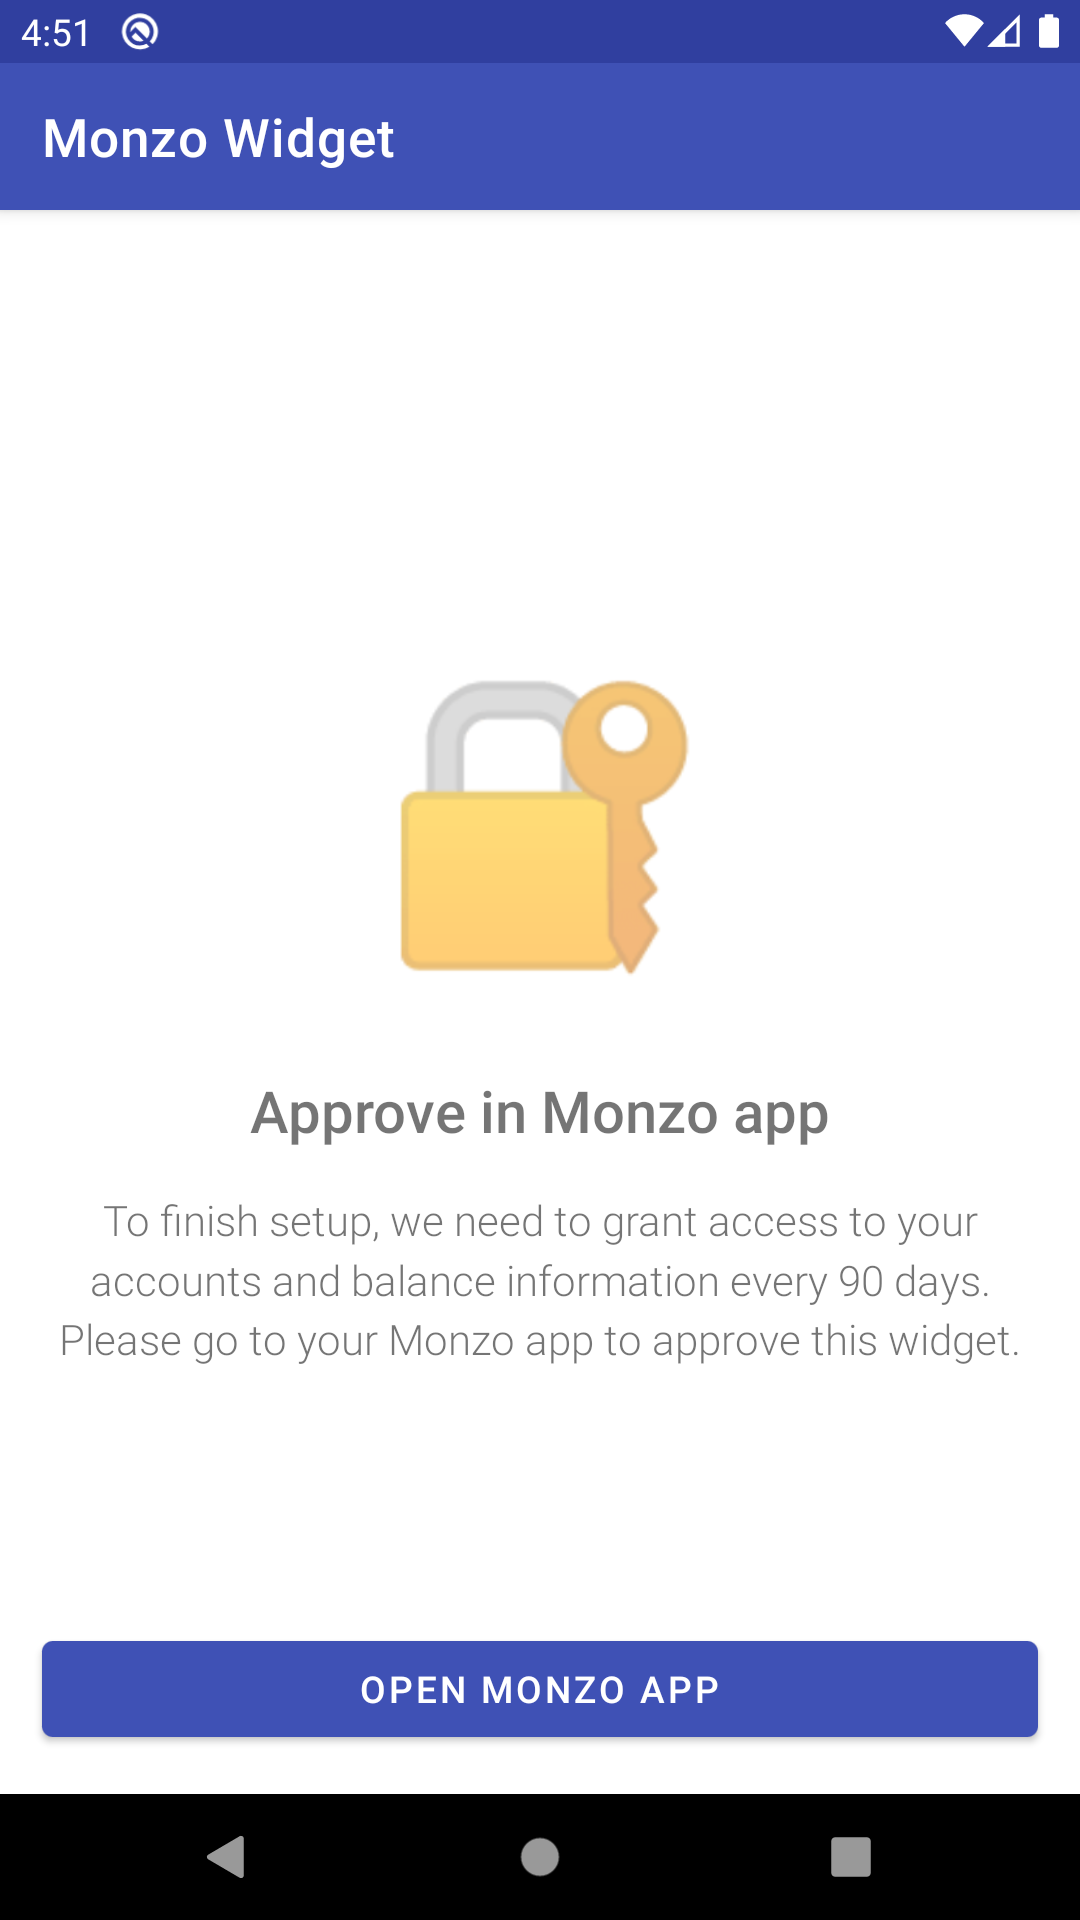 4:51
Monzo Widget
Approve in Monzo app
To finish setup, we need to grant access to your
accounts and balance information every 90 days.
Please go to your Monzo app to approve this widget.
OPEN MONZO APP